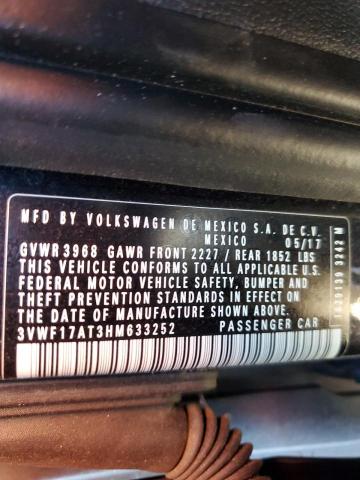 MFD BY VOLKSWAGEN DE MEXICO S.A. DE C.V.
MEXICO 05/17
GVWR 3968 GAWR FRONT 2227 / REAR 1852 LBS
THIS VEHICLE CONFORMS TO ALL APPLICABLE U.S.
FEDERAL MOTOR VEHICLE SAFETY, BUMPER AND
THEFT PREVENTION STANDARDS IN EFFECT ON
THE DATE OF MANUFACTURE SHOWN ABOVE.
3VWF17AT3HM633252 PASSENGER CAR
3242 M